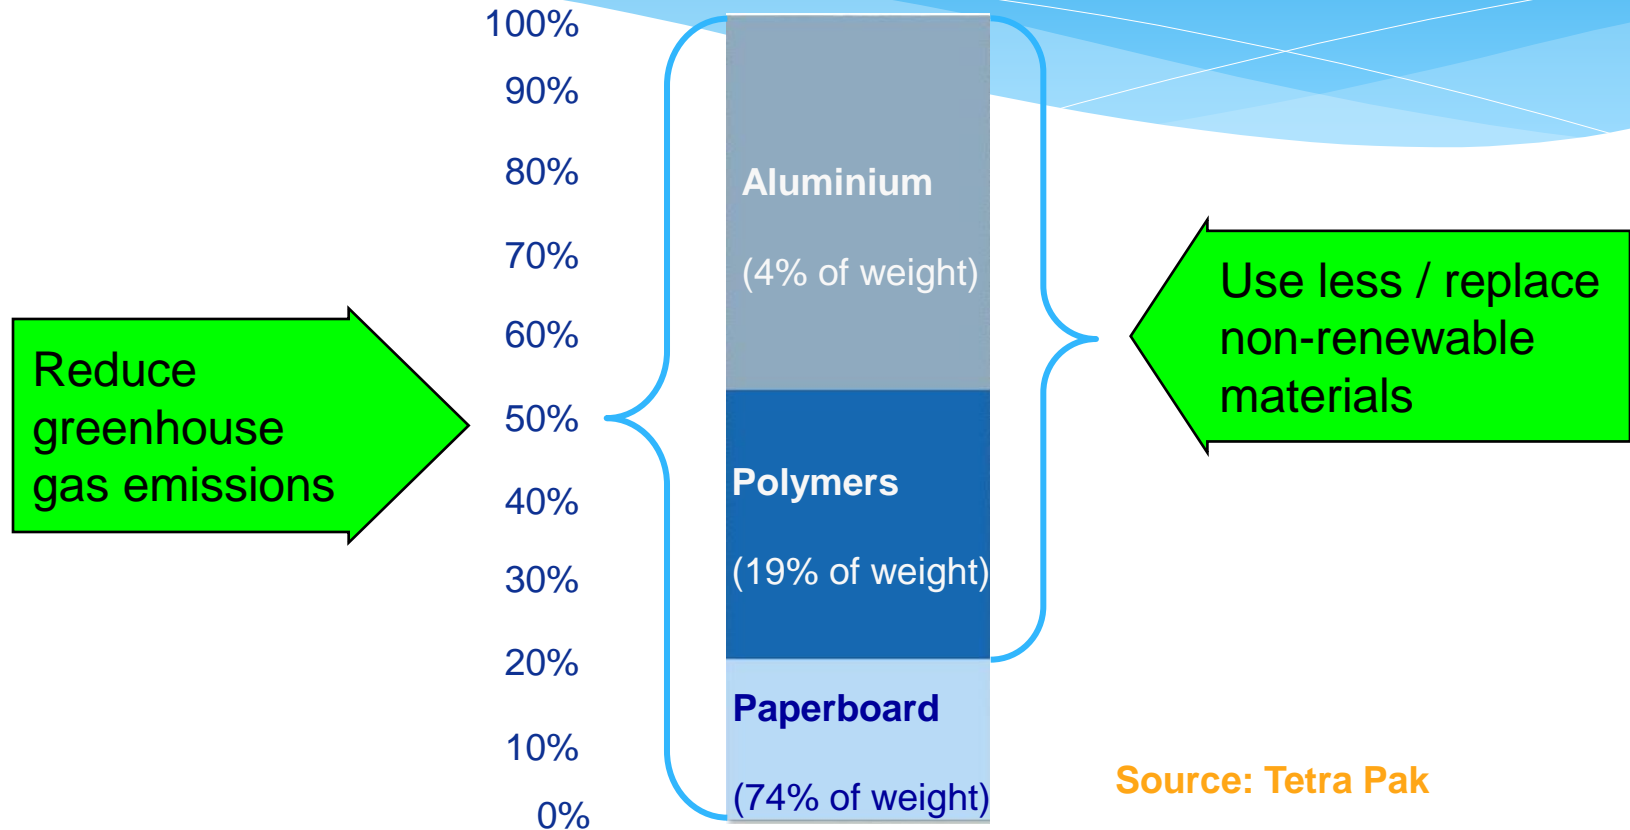 100%
90%
80%
70%
60%
50%
40%
30%
20%
10%
0%
Reduce
greenhouse
gas emissions
Aluminium
(4% of weight)
Polymers
(19% of weight)
Paperboard
(74% of weight)
Use less / replace
non-renewable
materials
Source: Tetra Pak